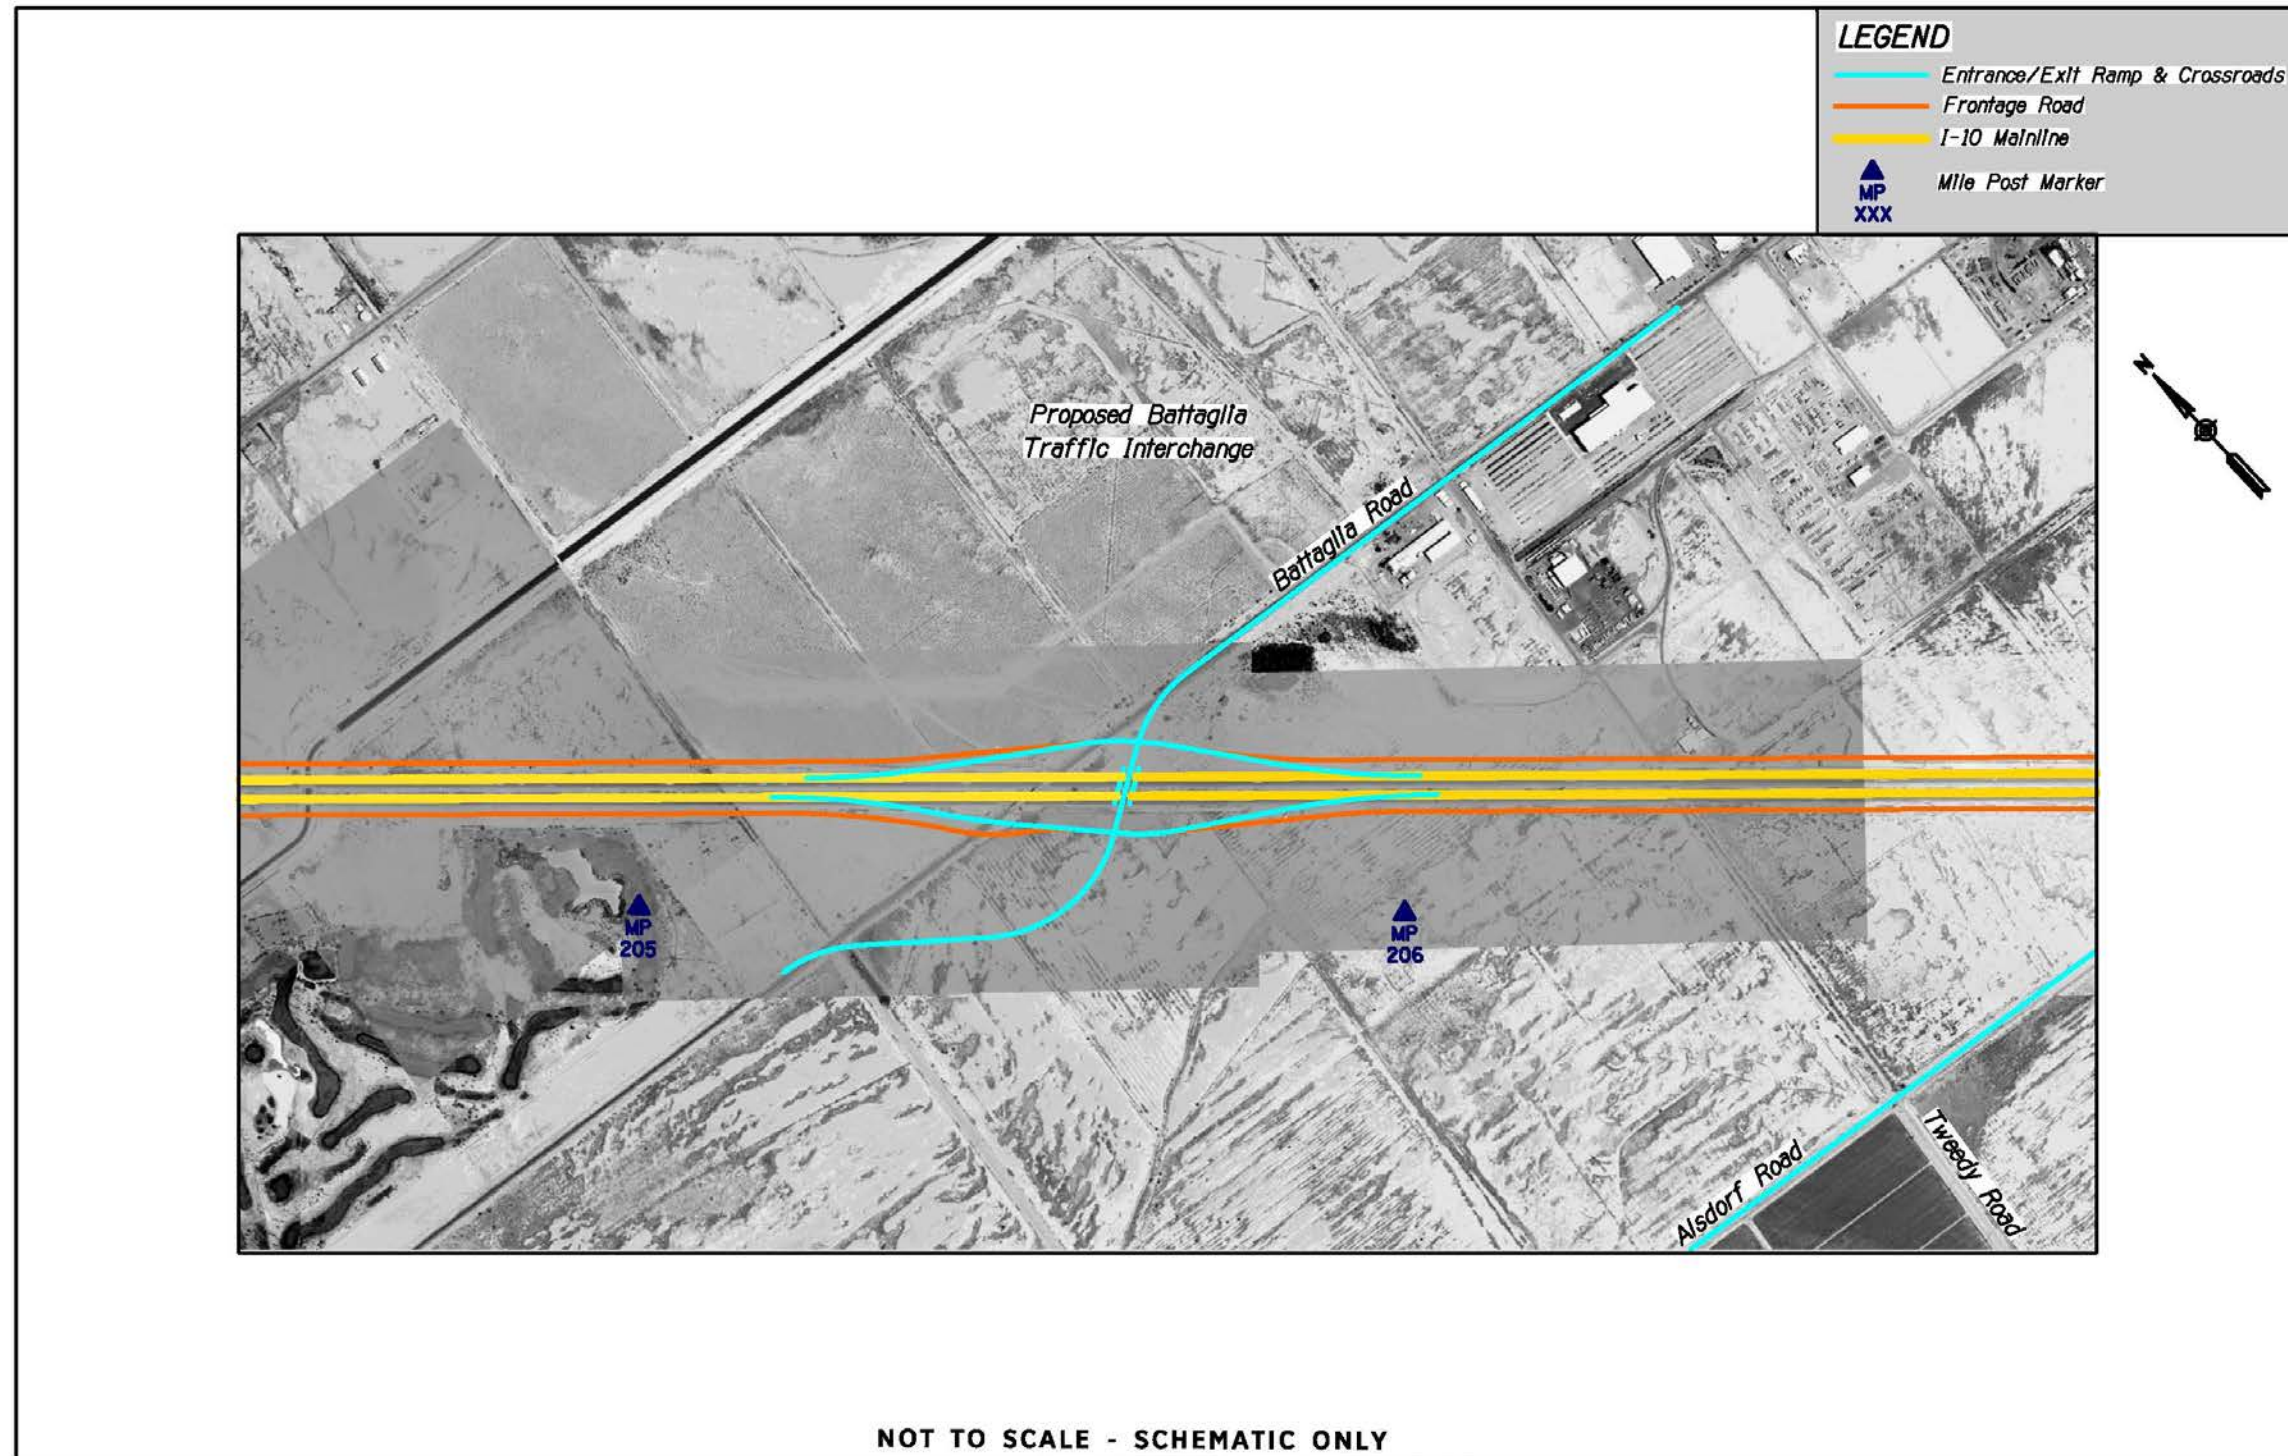 LEGEND
Entrance/Exit Ramp & Crossroads
Frontage Road
I-10 Mainline
MP
XXX
Mile Post Marker
N
Proposed Battaglia
Traffic Interchange
Battaglia Road
MP
205
MP
206
Alsdorf Road
Tweedy Road
NOT TO SCALE - SCHEMATIC ONLY